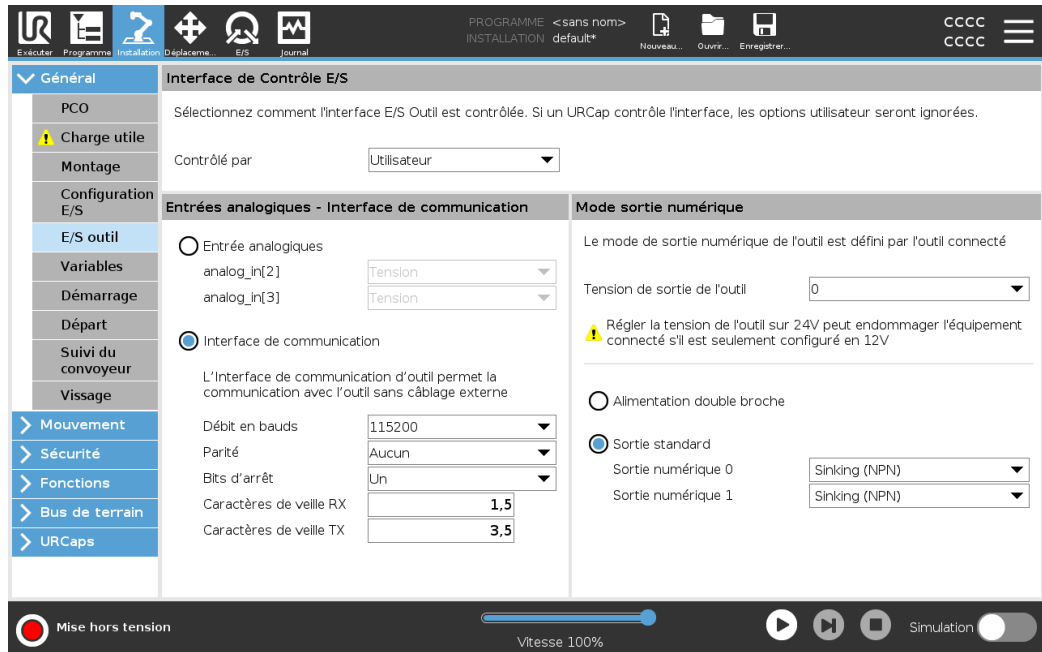 PROGRAMME <sans nom>
INSTALLATION default*
cccc
cccc
Exécuter Programme Installation Déplaceme... E/S Journal Nouveau... Ouvrir... Enregistrer...
Général
PCO
Charge utile
Montage
Configuration
E/S
E/S outil
Variables
Démarrage
Départ
Suivi du
convoyeur
Vissage
Mouvement
Sécurité
Fonctions
Bus de terrain
URCaps
Interface de Contrôle E/S
Sélectionnez comment l'interface E/S Outil est contrôlée. Si un URCap contrôle l'interface, les options utilisateur seront ignorées.
Contrôlé par Utilisateur
Entrées analogiques - Interface de communication
Entrée analogiques
analog_in[2] Tension
analog_in[3] Tension
Interface de communication
L'Interface de communication d'outil permet la
communication avec l'outil sans câblage externe
Débit en bauds 115200
Parité Aucun
Bits d'arrêt Un
Caractères de veille RX 1,5
Caractères de veille TX 3,5
Mode sortie numérique
Le mode de sortie numérique de l'outil est défini par l'outil connecté
Tension de sortie de l'outil 0
Régler la tension de l'outil sur 24V peut endommager l'équipement
connecté s'il est seulement configuré en 12V
Alimentation double broche
Sortie standard
Sortie numérique 0 Sinking (NPN)
Sortie numérique 1 Sinking (NPN)
Mise hors tension
Vitesse 100%
Simulation